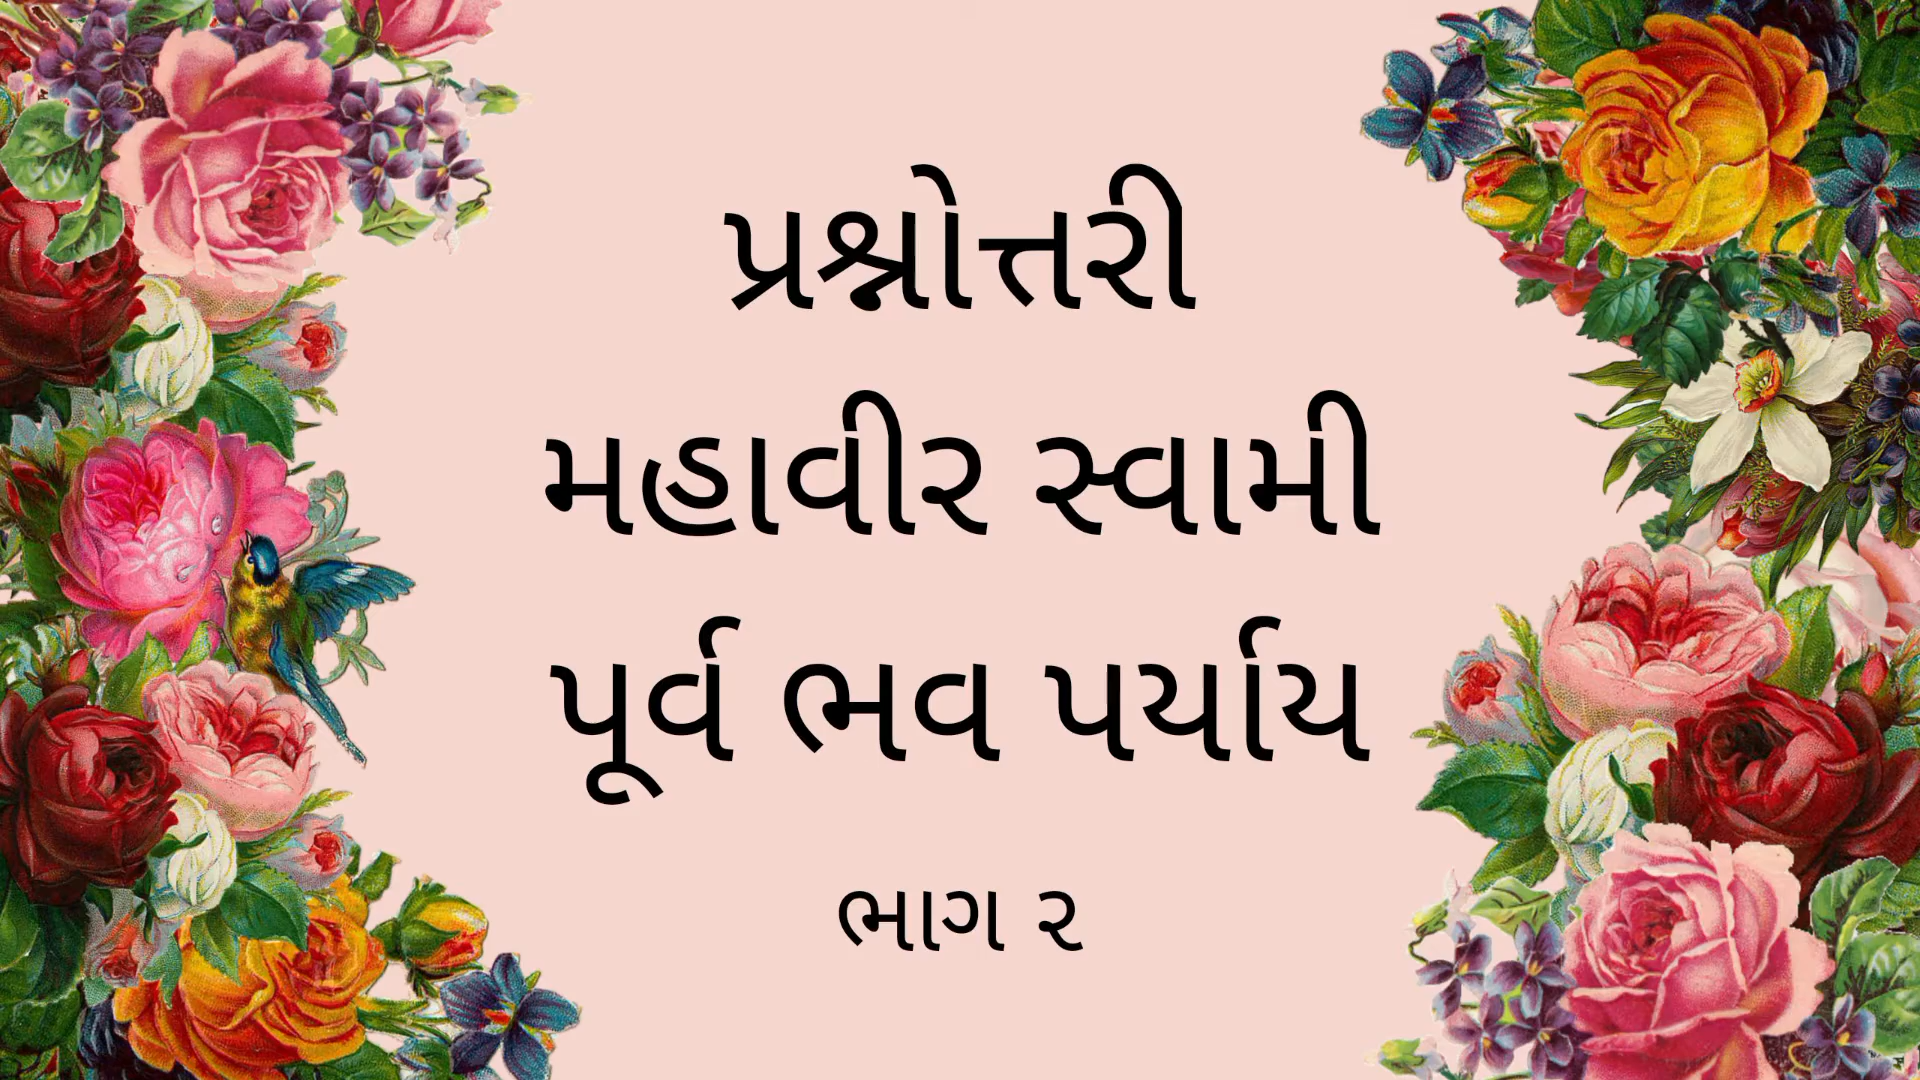 પ્રશ્નોત્તરી
મહાવીર સ્વામી
પૂર્વ ભવ પર્યાય
ભાગ ૨